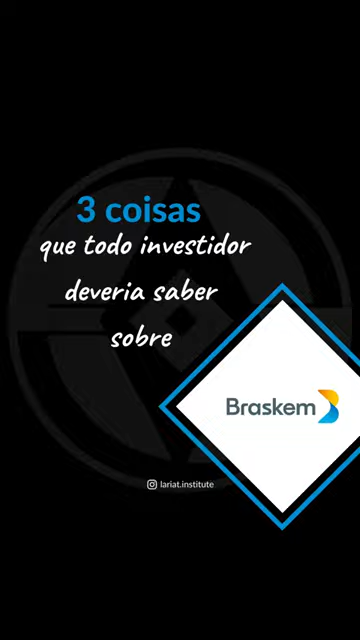 3 coisas
que todo investidor
deveria saber
sobre
Braskem
lariat.institute